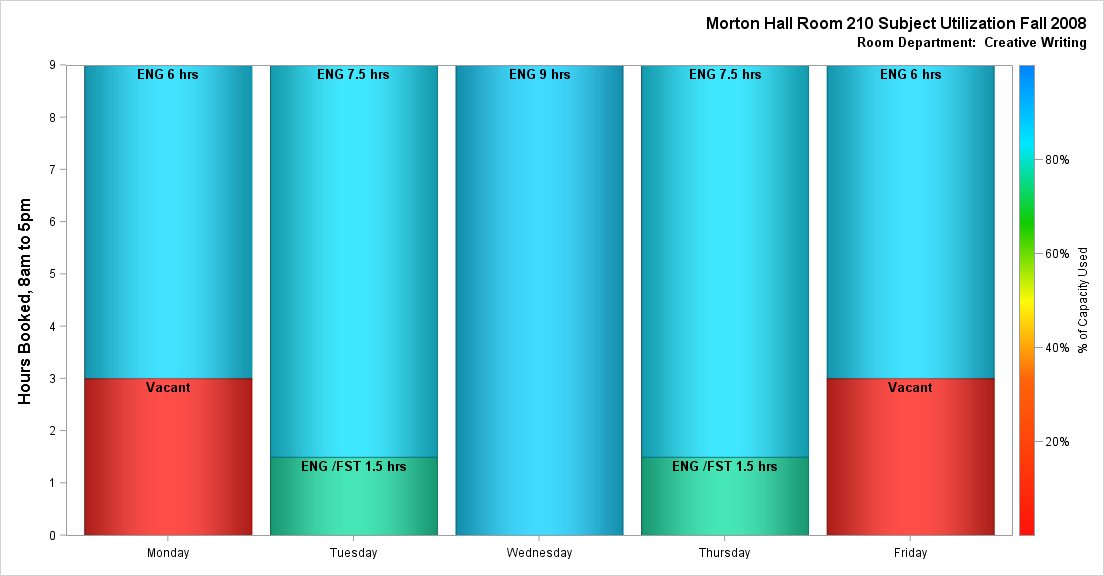 Morton Hall Room 210 Subject Utilization Fall 2008
Room Department:  Creative Writing
Hours Booked, 8am to 5pm
9
8
7
6
5
4
3
2
1
0
ENG 6 hrs
Vacant
ENG 7.5 hrs
ENG /FST 1.5 hrs
ENG 9 hrs
ENG 7.5 hrs
ENG /FST 1.5 hrs
ENG 6 hrs
Vacant
Monday
Tuesday
Wednesday
Thursday
Friday
80%
60%
40%
20%
% of Capacity Used